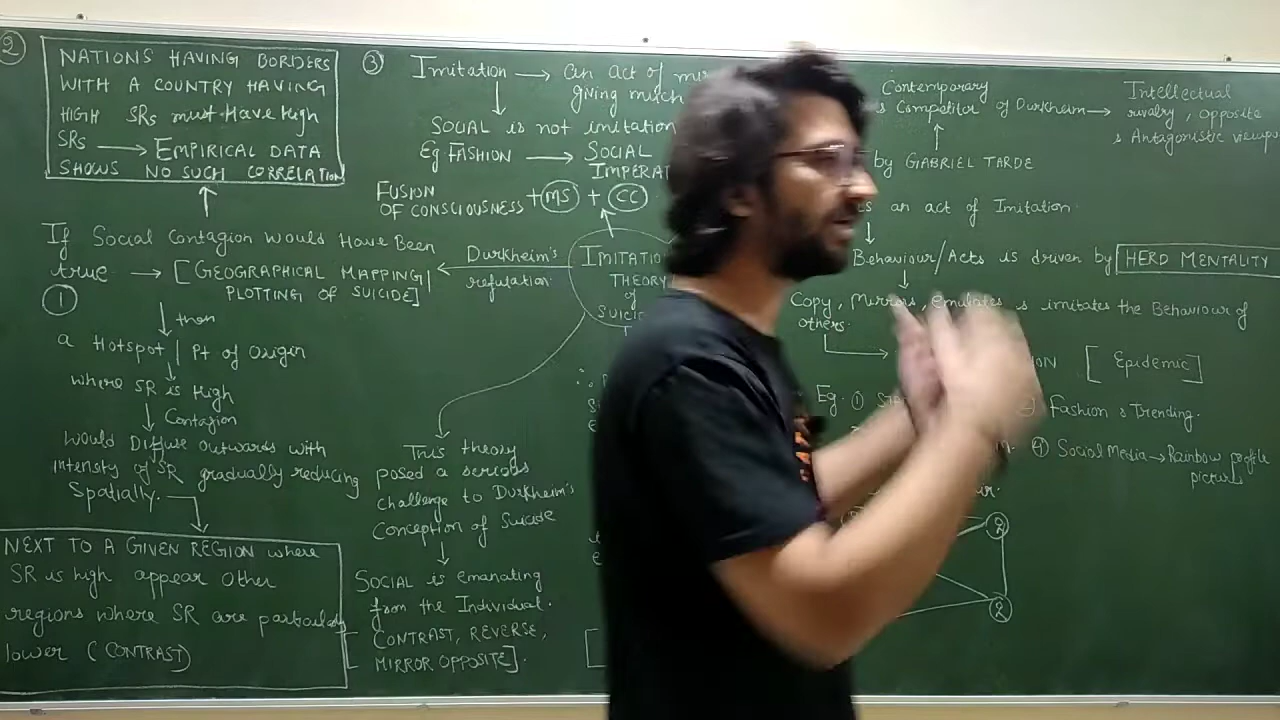 ②
NATIONS HAVING BORDERS
WITH A COUNTRY HAVING
HIGH SRs must Have high
SRs → EMPIRICAL DATA
SHOWS NO SUCH CORRELATION
If Social Contagion would Have Been
true → [GEOGRAPHICAL MAPPING
PLOTTING OF SUICIDE]
①
then
a Hotspot | Pt of Origin
where SR is High
Contagion
would Diffuse outwards with
intensty of SR gradually reducing
Spatially.
NEXT TO A GIVEN REGION where
SR is high appear other
regions where SR are particularly
lower (CONTRAST)
③ Imitation → an act of
giving much
SOCIAL is not imitation
Eg FASHION → SOCIAL
FUSION
OF CONSCIOUSNESS + MS + CC
Durkheim's
refutation
IMITATIO
THEORY
of
This theory
posed a serious
challenge to Durkheim's
Conception of Suicide
SOCIAL is emanating
from the Individual.
[CONTRAST, REVERSE,
MIRROR OPPOSITE].
Contemporary
& Competitor of Durkheim →
Intellectual
rivalry, opposite
& Antagonistic
by GABRIEL TARDE
an act of Imitation
Behaviour/Acts is driven by HERD MENTALITY
Copy, Mirrors, emulates & imitates the Behaviour of
others.
[Epidemic]
Eg. ①
Fashion & Trending.
④ Social Media → Rainbow profile
picture
②
②